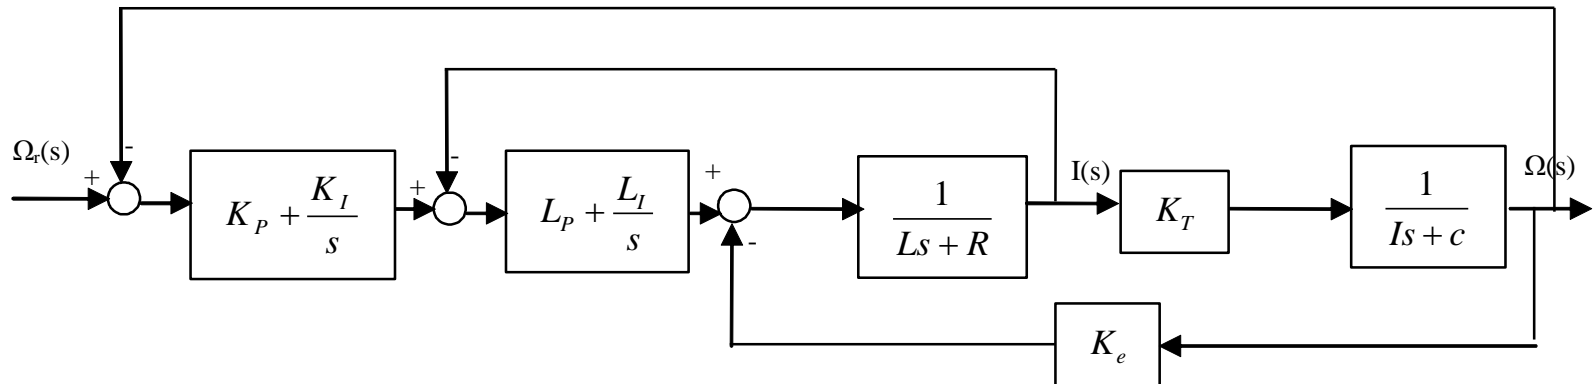 Ωr(s)
+
-
K_P + K_I/s
+
-
L_P + L_I/s
+
-
1/(Ls + R)
I(s)
K_T
1/(Is + c)
Ω(s)
K_e